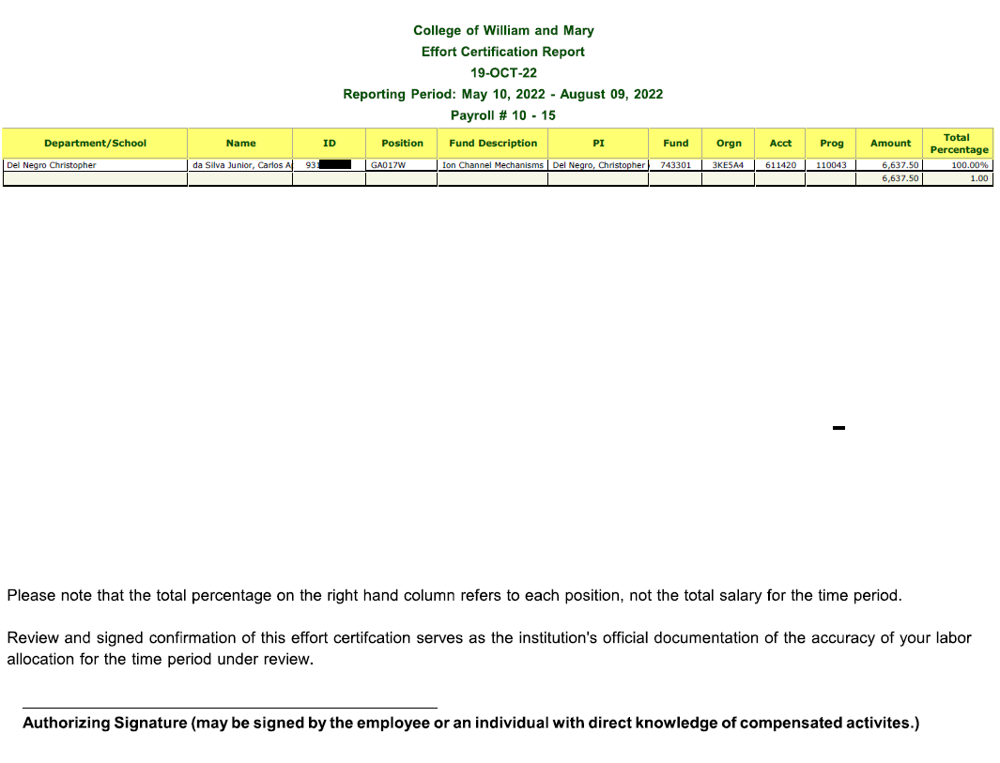 College of William and Mary
Effort Certification Report
19-OCT-22
Reporting Period: May 10, 2022 - August 09, 2022
Payroll # 10 - 15
Department/School Name ID Position Fund Description PI Fund Orgn Acct Prog Amount Total Percentage
Del Negro Christopher da Silva Junior, Carlos A 931 GA017W Ion Channel Mechanisms Del Negro, Christopher 743301 3KE5A4 611420 110043 6,637.50 100.00%
6,637.50 1.00
Please note that the total percentage on the right hand column refers to each position, not the total salary for the time period.
Review and signed confirmation of this effort certifcation serves as the institution's official documentation of the accuracy of your labor
allocation for the time period under review.
Authorizing Signature (may be signed by the employee or an individual with direct knowledge of compensated activites.)